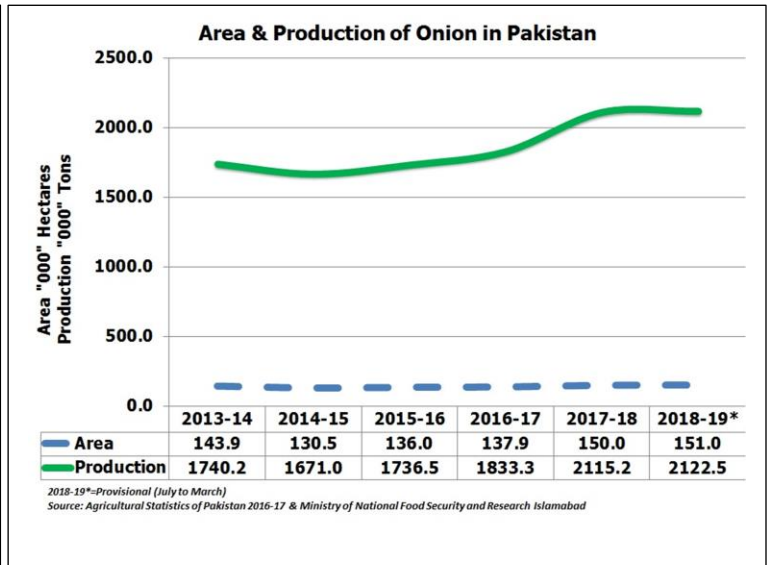 Area & Production of Onion in Pakistan
Area "000" Hectares
Production "000" Tons
2500.0
2000.0
1500.0
1000.0
500.0
0.0
2013-14 2014-15 2015-16 2016-17 2017-18 2018-19*
Area 143.9 130.5 136.0 137.9 150.0 151.0
Production 1740.2 1671.0 1736.5 1833.3 2115.2 2122.5
2018-19*=Provisional (July to March)
Source: Agricultural Statistics of Pakistan 2016-17 & Ministry of National Food Security and Research Islamabad